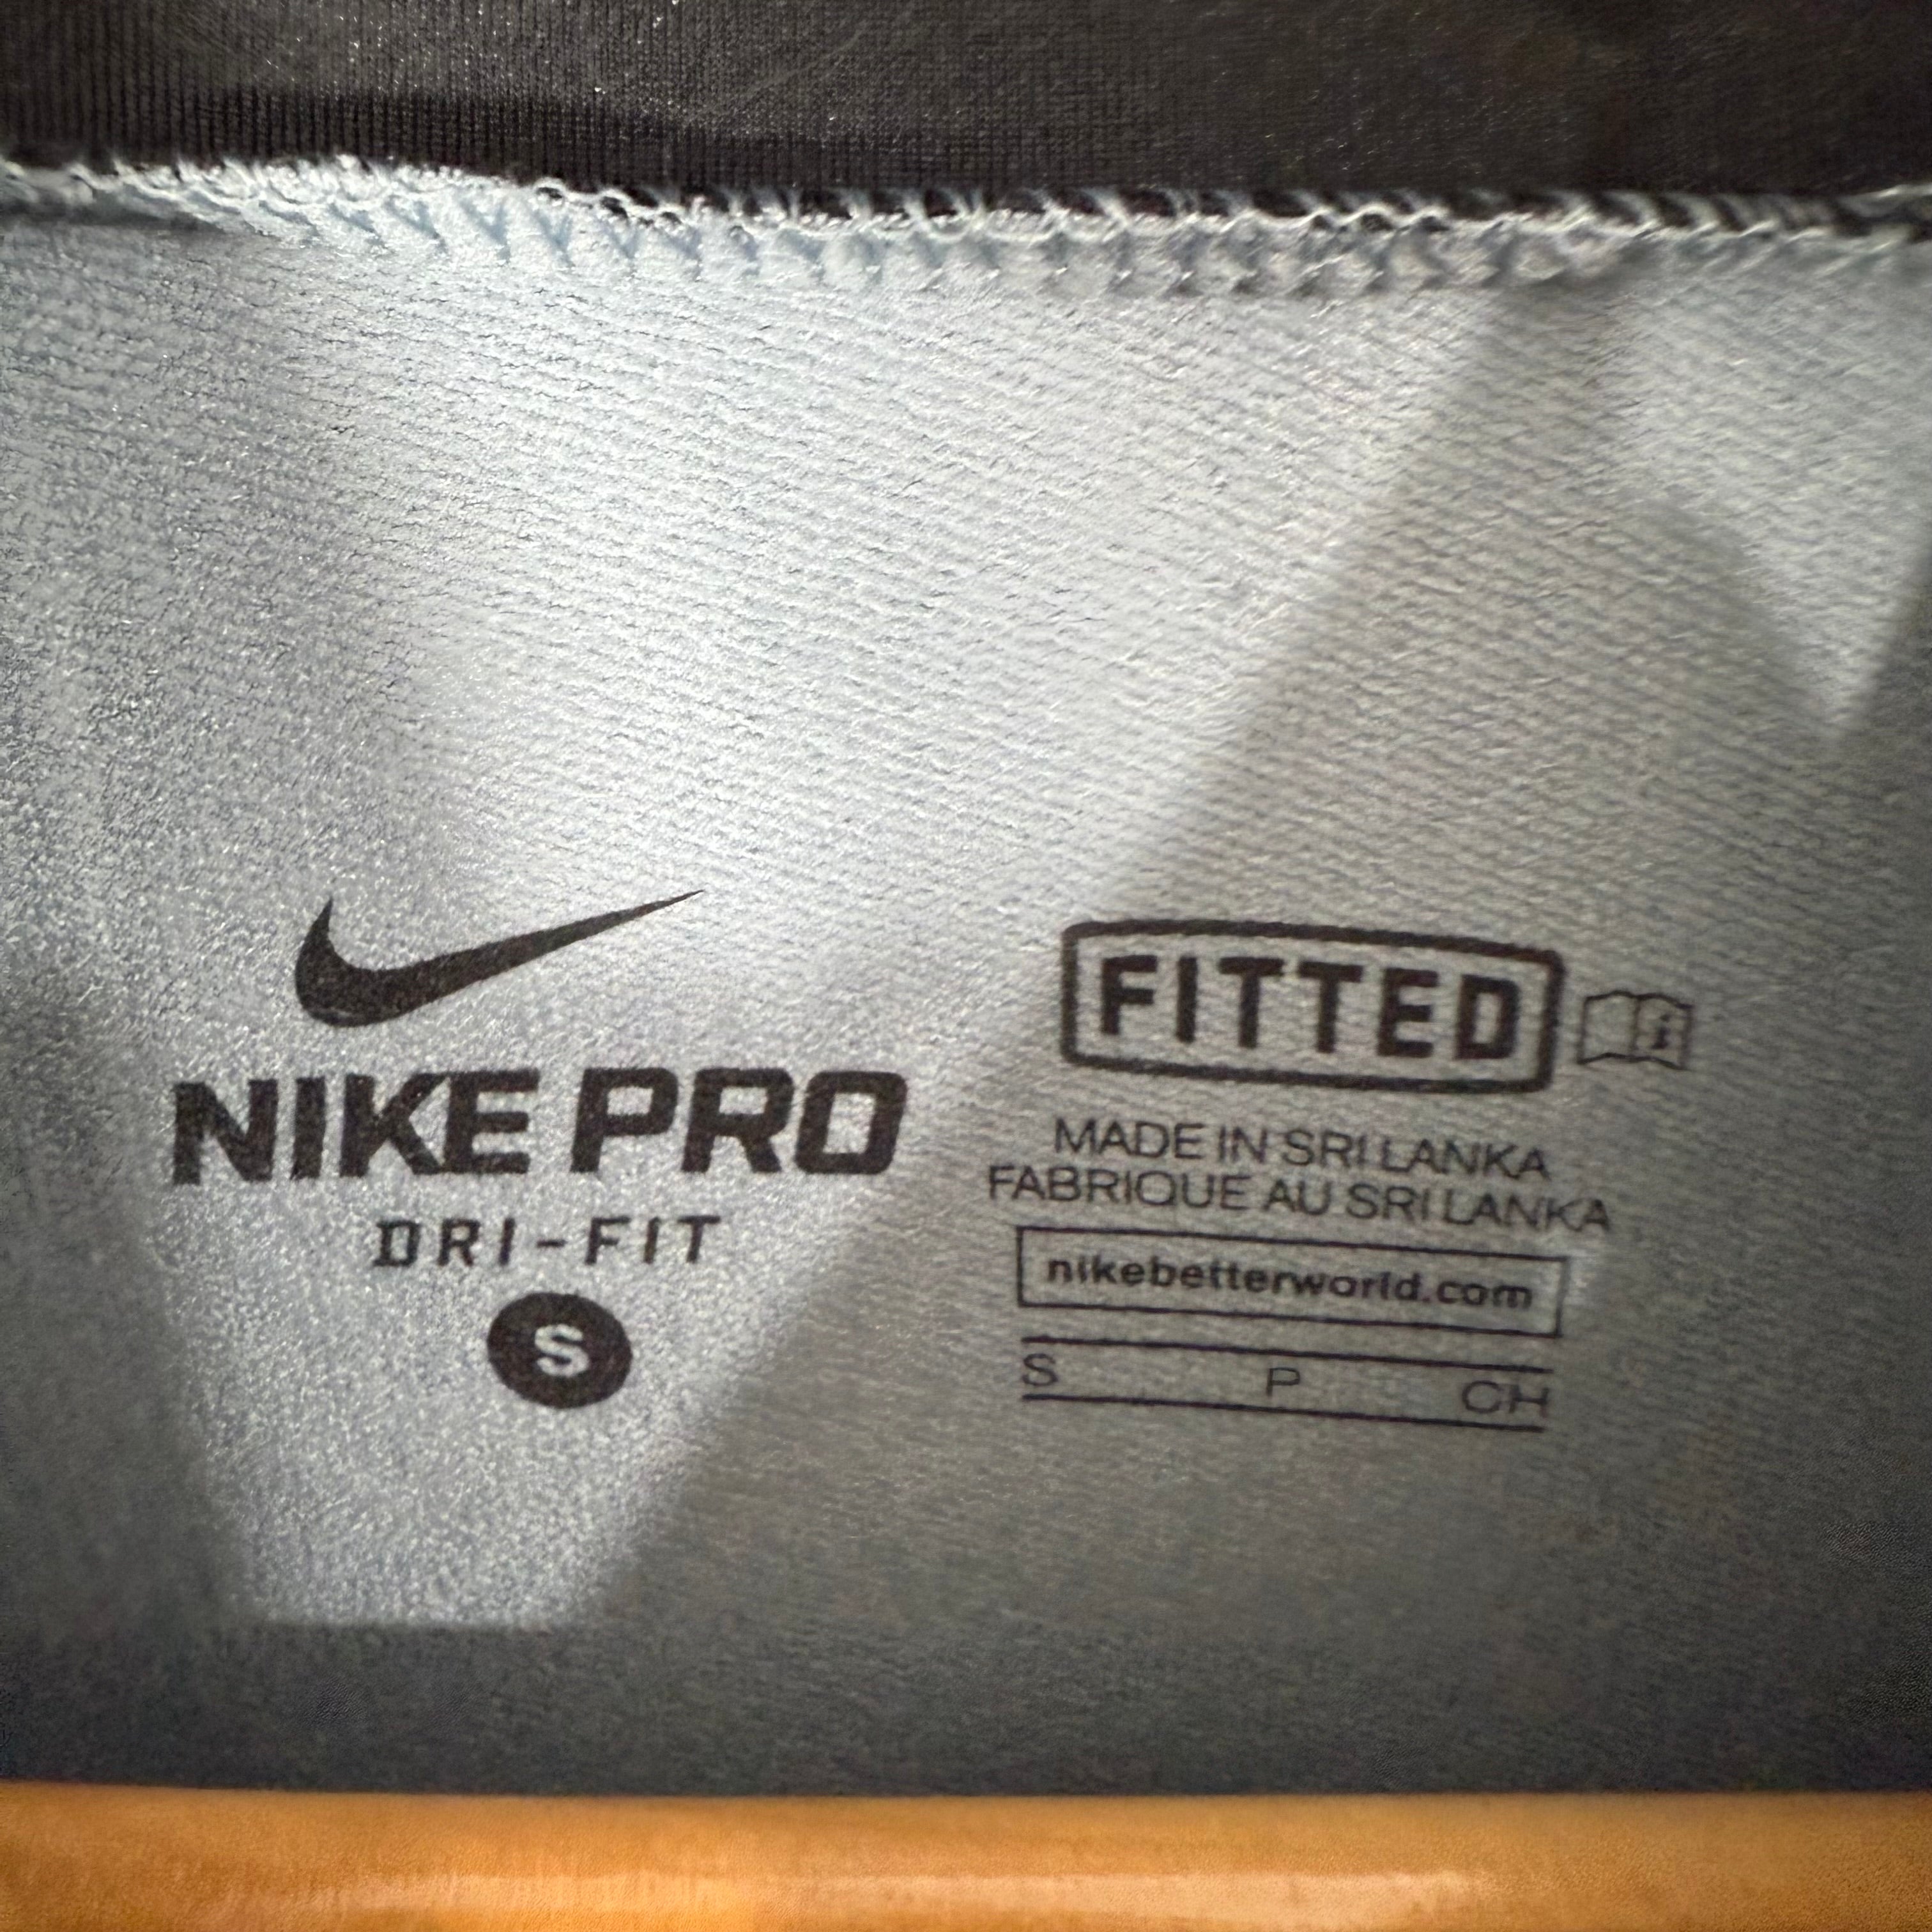 NIKE PRO
DRI-FIT
S
FITTED
MADE IN SRI LANKA
FABRIQUE AU SRI LANKA
nikebetterworld.com
S P CH